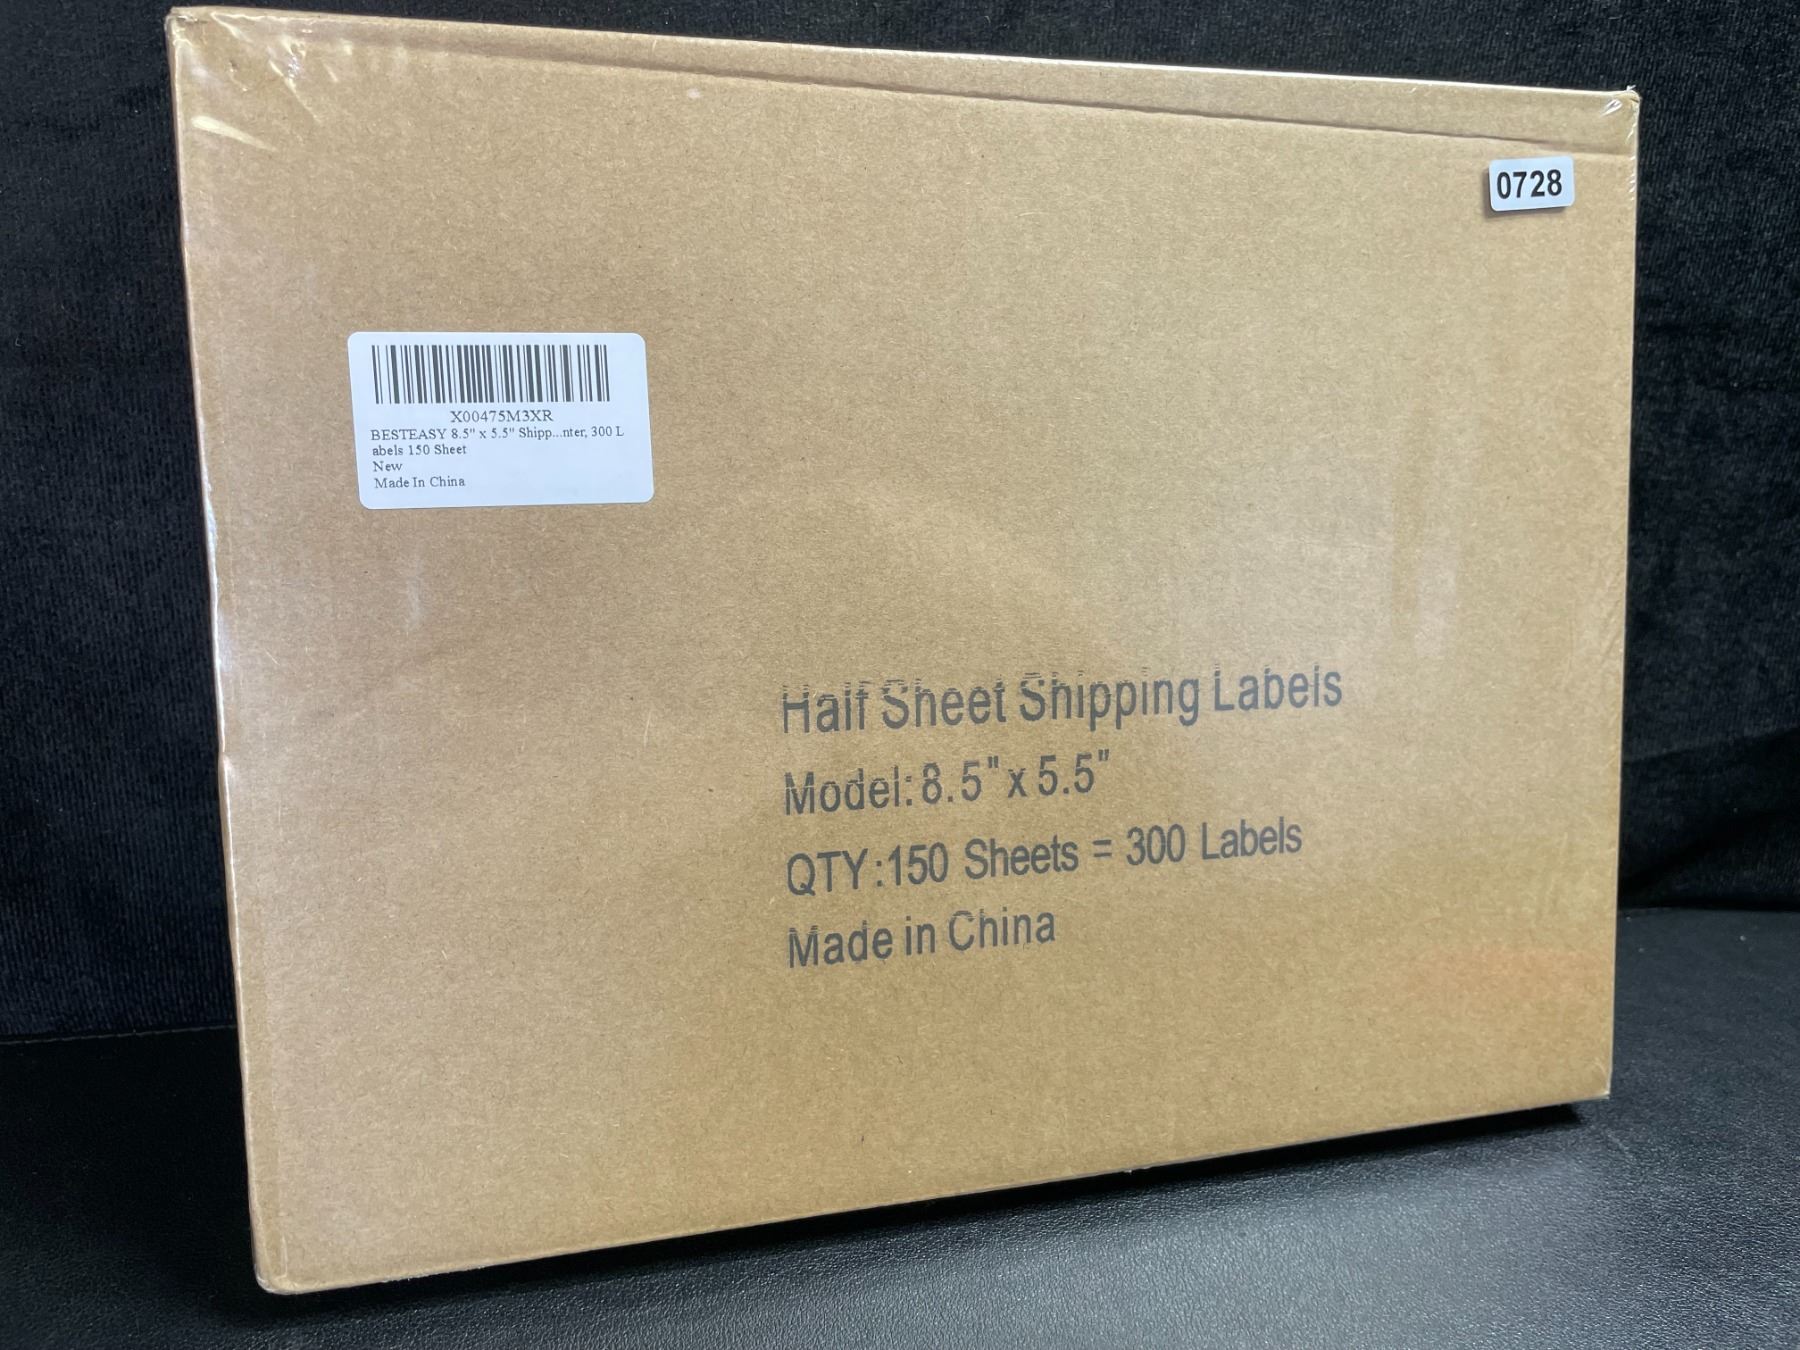 0728
X00475M3XR
BESTEASY 8.5" x 5.5" Shipp...nter, 300 L
abels 150 Sheet
New
Made In China
Half Sheet Shipping Labels
Model:8.5"x5.5"
QTY:150 Sheets = 300 Labels
Made in China